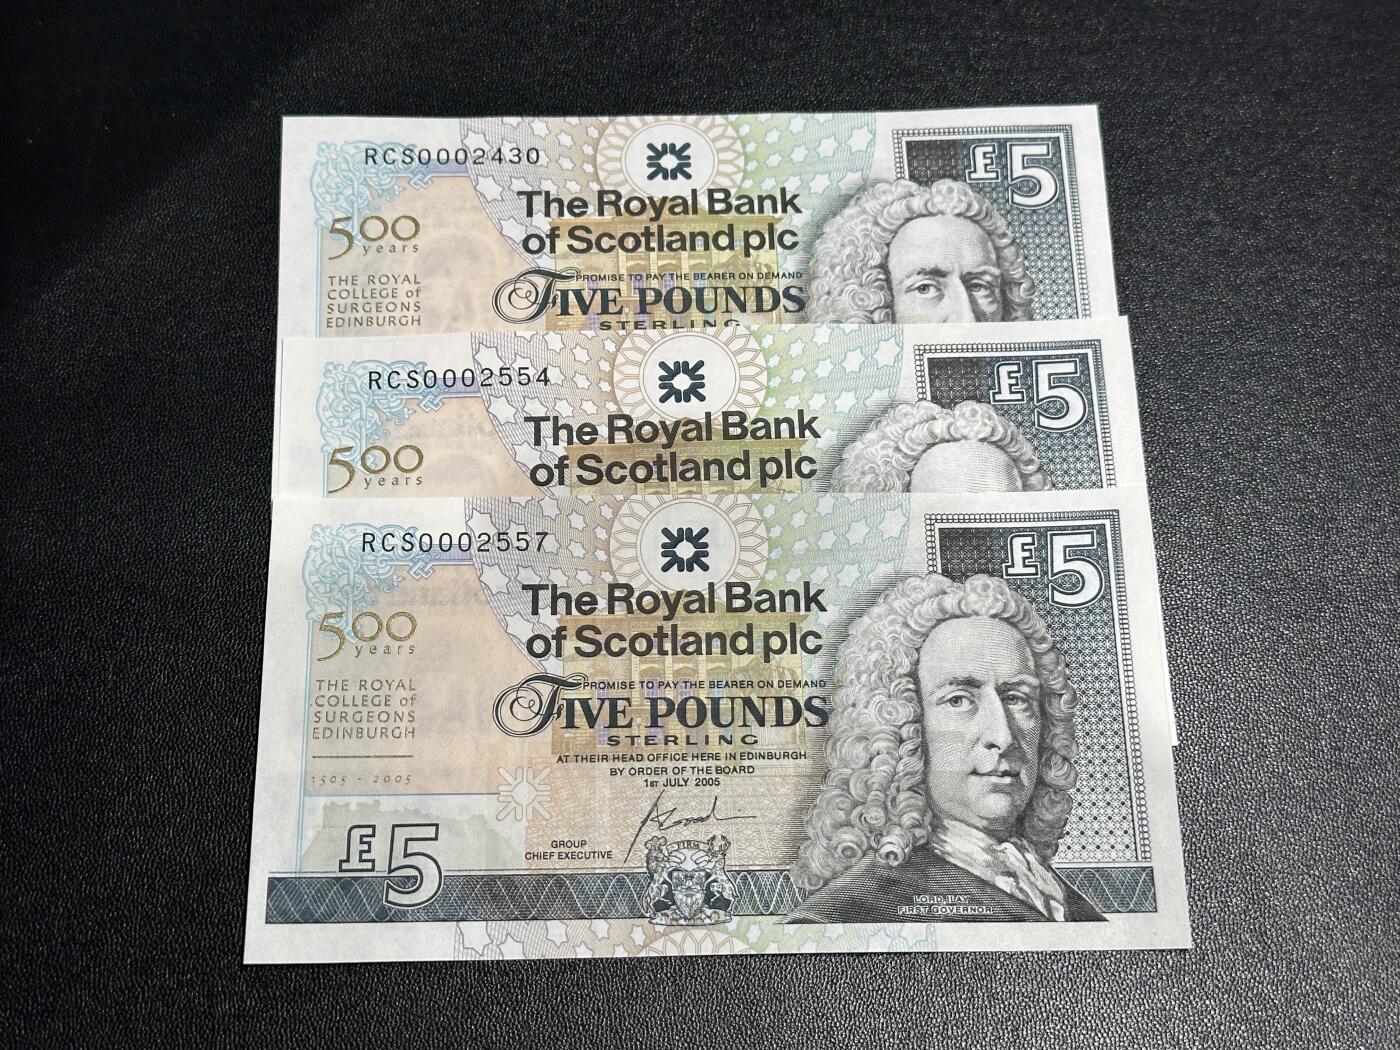 RCS0002430
£5
500
years
THE ROYAL
COLLEGE of
SURGEONS
EDINBURGH
The Royal Bank
of Scotland plc
PROMISE TO PAY THE BEARER ON DEMAND
FIVE POUNDS
STERLING
RCS0002554
£5
500
years
The Royal Bank
of Scotland plc
RCS0002557
£5
500
years
THE ROYAL
COLLEGE of
SURGEONS
EDINBURGH
1505 - 2005
The Royal Bank
of Scotland plc
PROMISE TO PAY THE BEARER ON DEMAND
FIVE POUNDS
STERLING
AT THEIR HEAD OFFICE HERE IN EDINBURGH
BY ORDER OF THE BOARD
1ST JULY 2005
GROUP
CHIEF EXECUTIVE
FIRM
£5
LORD ILAY
FIRST GOVERNOR